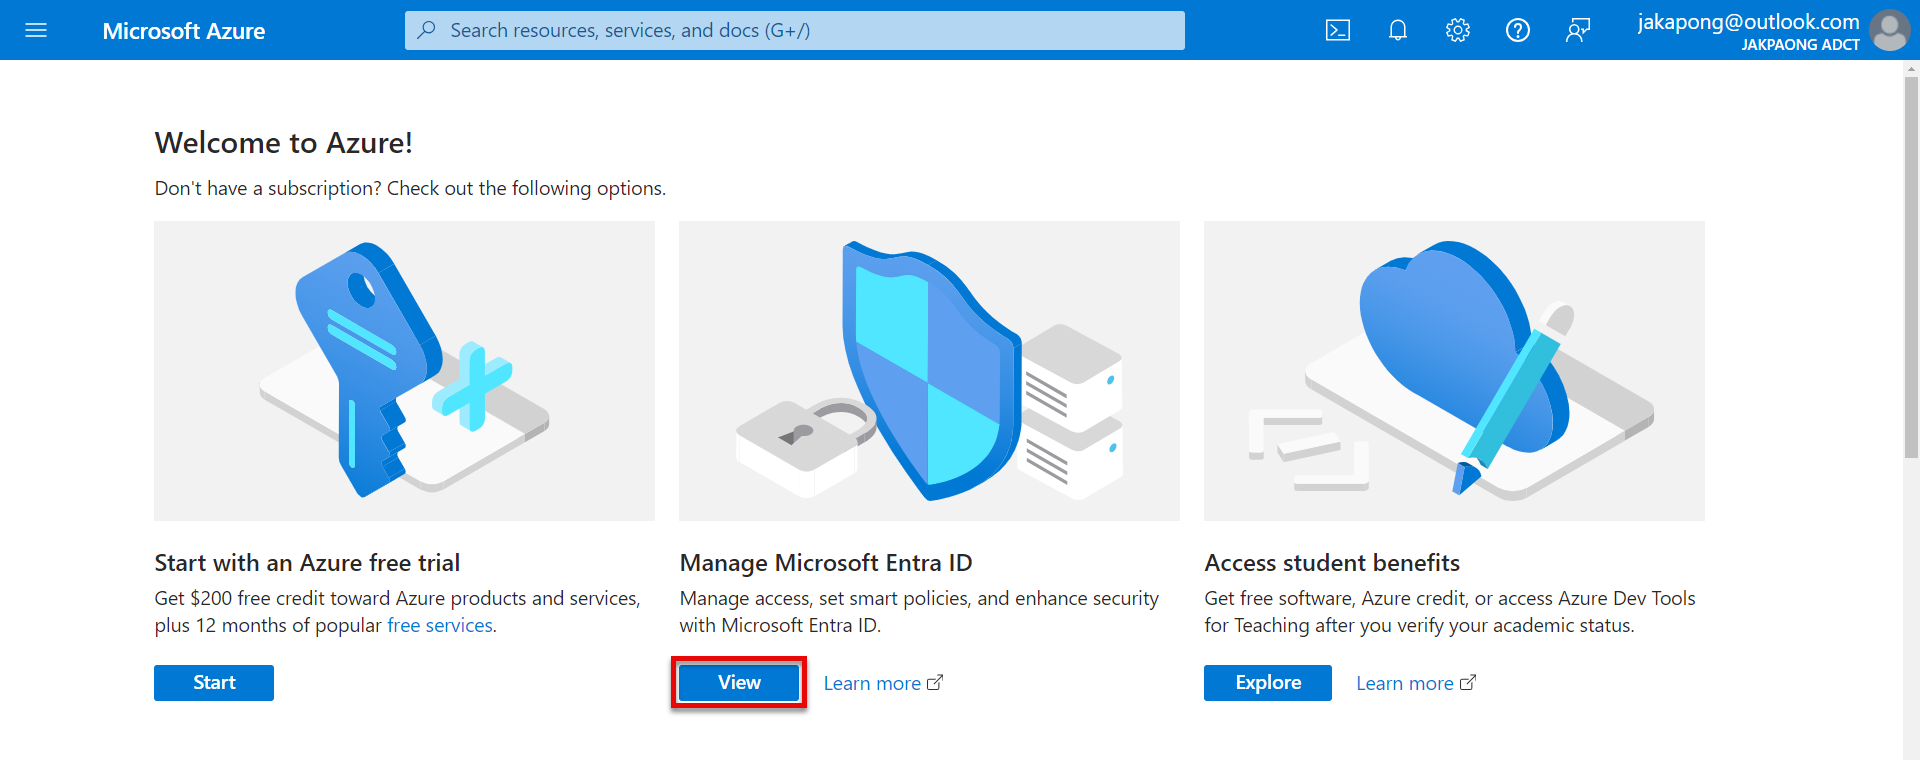 Microsoft Azure
Search resources, services, and docs (G+/)
jakapong@outlook.com
JAKPAONG ADCT
Welcome to Azure!
Don't have a subscription? Check out the following options.
Start with an Azure free trial
Get $200 free credit toward Azure products and services,
plus 12 months of popular free services.
Start
Manage Microsoft Entra ID
Manage access, set smart policies, and enhance security
with Microsoft Entra ID.
View
Learn more
Access student benefits
Get free software, Azure credit, or access Azure Dev Tools
for Teaching after you verify your academic status.
Explore
Learn more